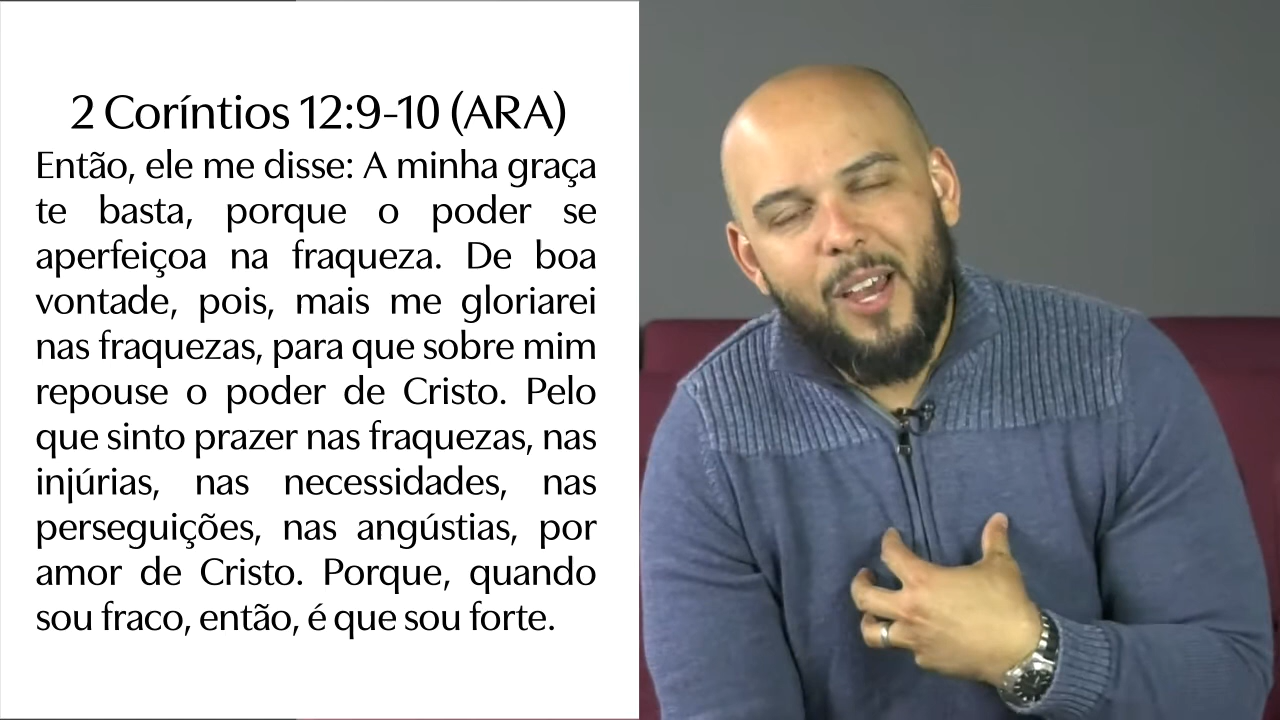 2 Coríntios 12:9-10 (ARA)
Então, ele me disse: A minha graça
te basta, porque o poder se
aperfeiçoa na fraqueza. De boa
vontade, pois, mais me gloriarei
nas fraquezas, para que sobre mim
repouse o poder de Cristo. Pelo
que sinto prazer nas fraquezas, nas
injúrias, nas necessidades, nas
perseguições, nas angústias, por
amor de Cristo. Porque, quando
sou fraco, então, é que sou forte.